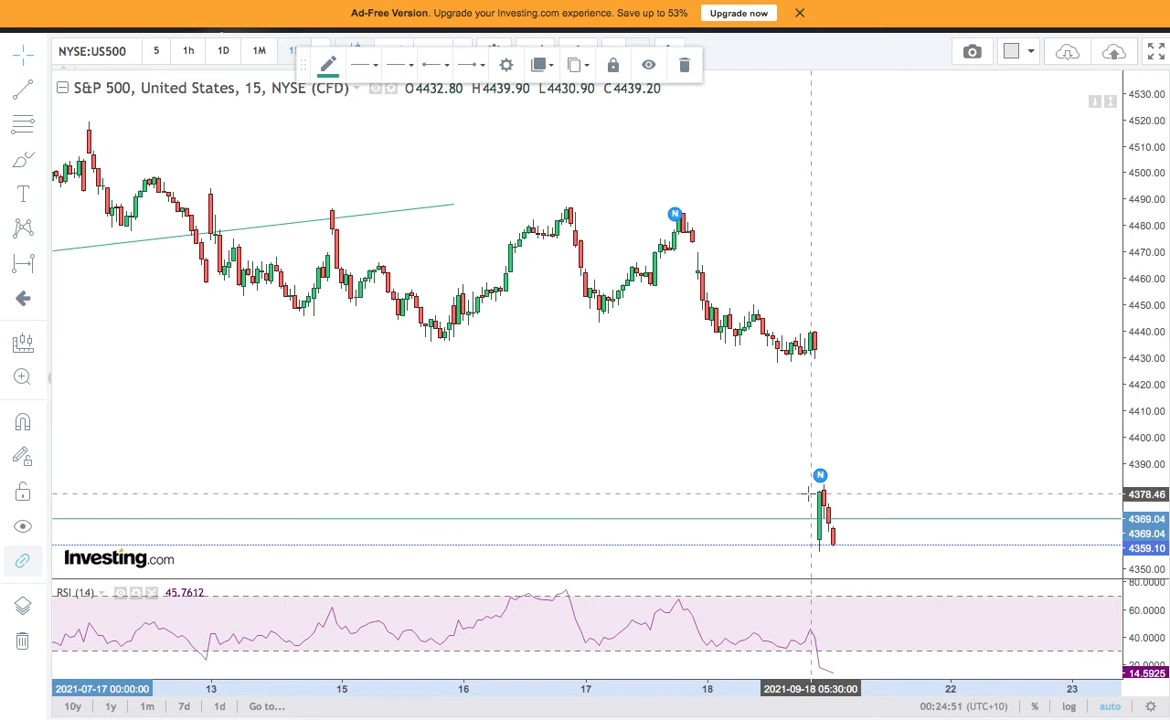 Ad-Free Version. Upgrade your Investing.com experience. Save up to 53% Upgrade now
NYSE:US500 5 1h 1D 1M
S&P 500, United States, 15, NYSE (CFD) O4432.80 H4439.90 L4430.90 C4439.20
4530.00
4520.00
4510.00
4500.00
4490.00
4480.00
4470.00
4460.00
4450.00
4440.00
4430.00
4420.00
4410.00
4400.00
4390.00
N
N
4378.46
4369.04
4369.04
4359.10
4350.00
Investing.com
RSI (14) 45.7612
80.0000
60.0000
40.0000
20.0000
14.5925
2021-07-17 00:00:00 13 15 16 17 18 2021-09-18 05:30:00 22 23
10y 1y 1m 7d 1d Go to... 00:24:51 (UTC+10) % log auto